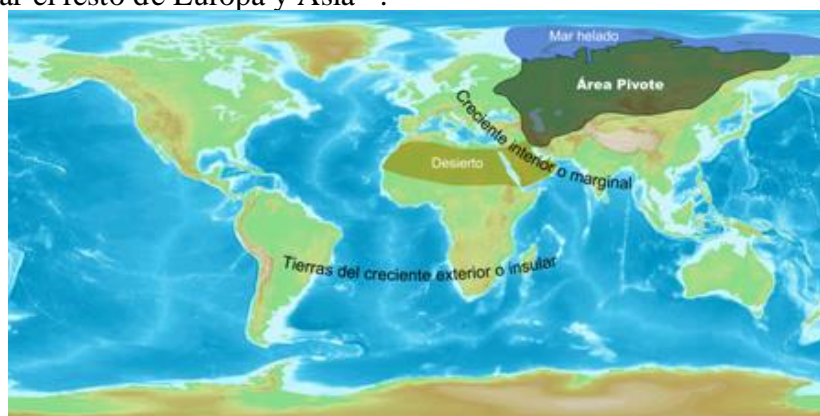 ar el resto de Europa y Asia
Mar helado
Área Pivote
Creciente interior o marginal
Desierto
Tierras del creciente exterior o insular